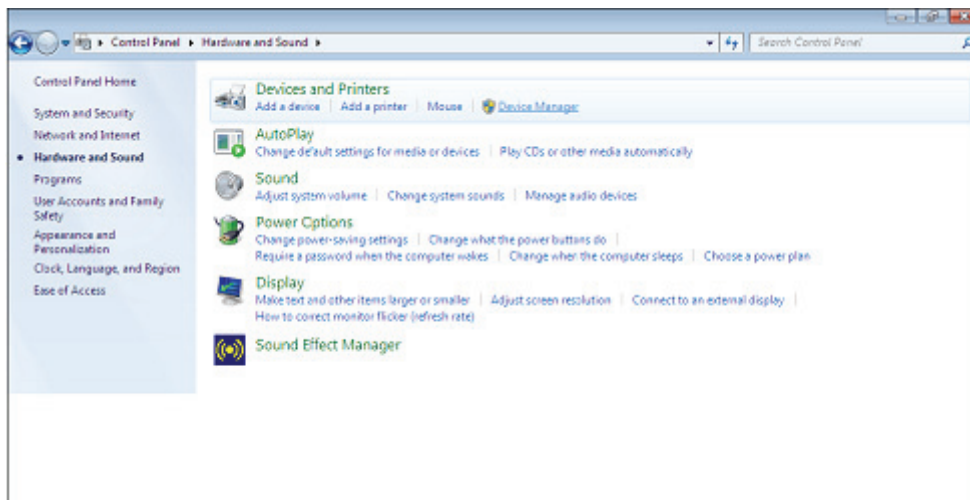 Control Panel Hardware and Sound
Search Control Panel
Control Panel Home
System and Security
Network and Internet
Hardware and Sound
Programs
User Accounts and Family
Safety
Appearance and
Personalization
Clock, Language, and Region
Ease of Access
Devices and Printers
Add a device Add a printer Mouse Device Manager
AutoPlay
Change default settings for media or devices Play CDs or other media automatically
Sound
Adjust system volume Change system sounds Manage audio devices
Power Options
Change power-saving settings Change what the power buttons do
Require a password when the computer wakes Change when the computer sleeps Choose a power plan
Display
Make text and other items larger or smaller Adjust screen resolution Connect to an external display
How to correct monitor flicker (refresh rate)
Sound Effect Manager